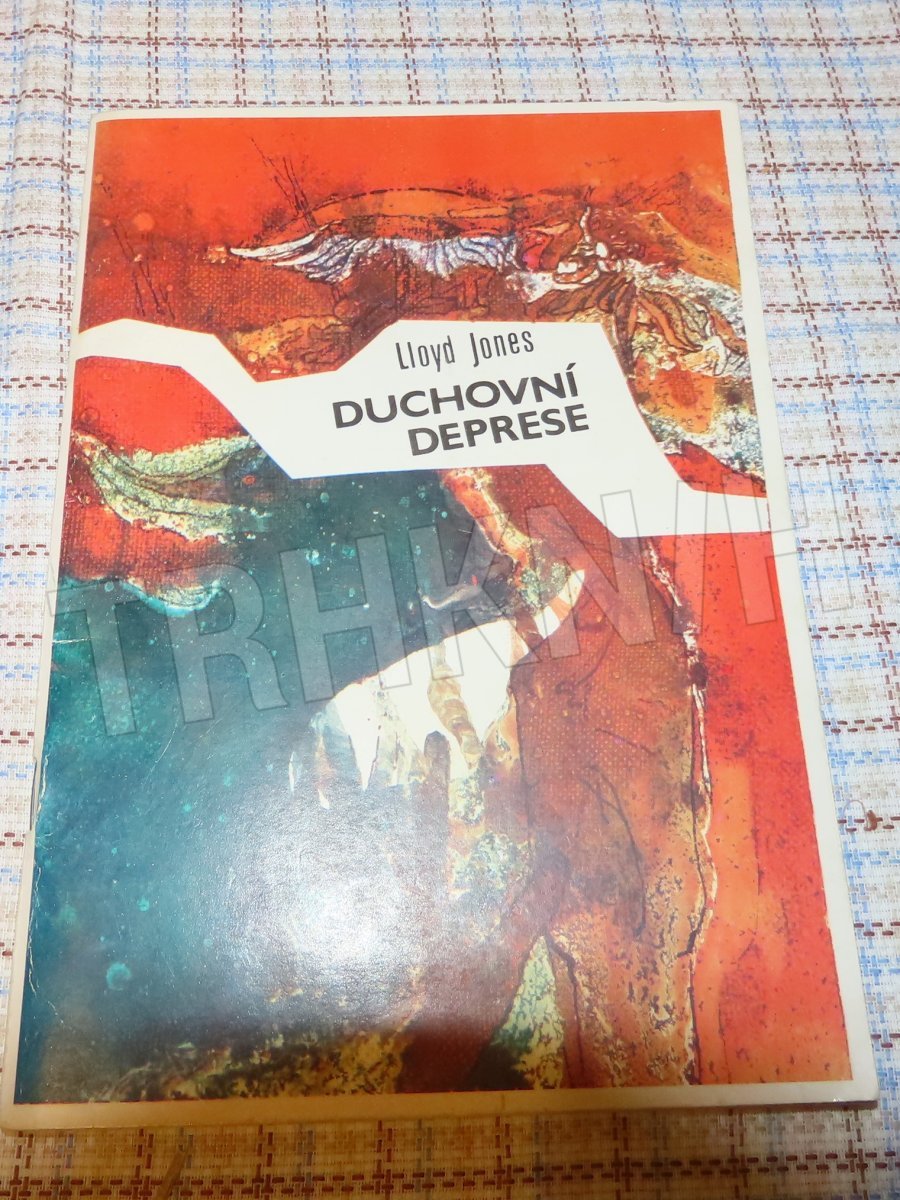 Lloyd Jones
DUCHOVNÍ
DEPRESE
TRHKNIH